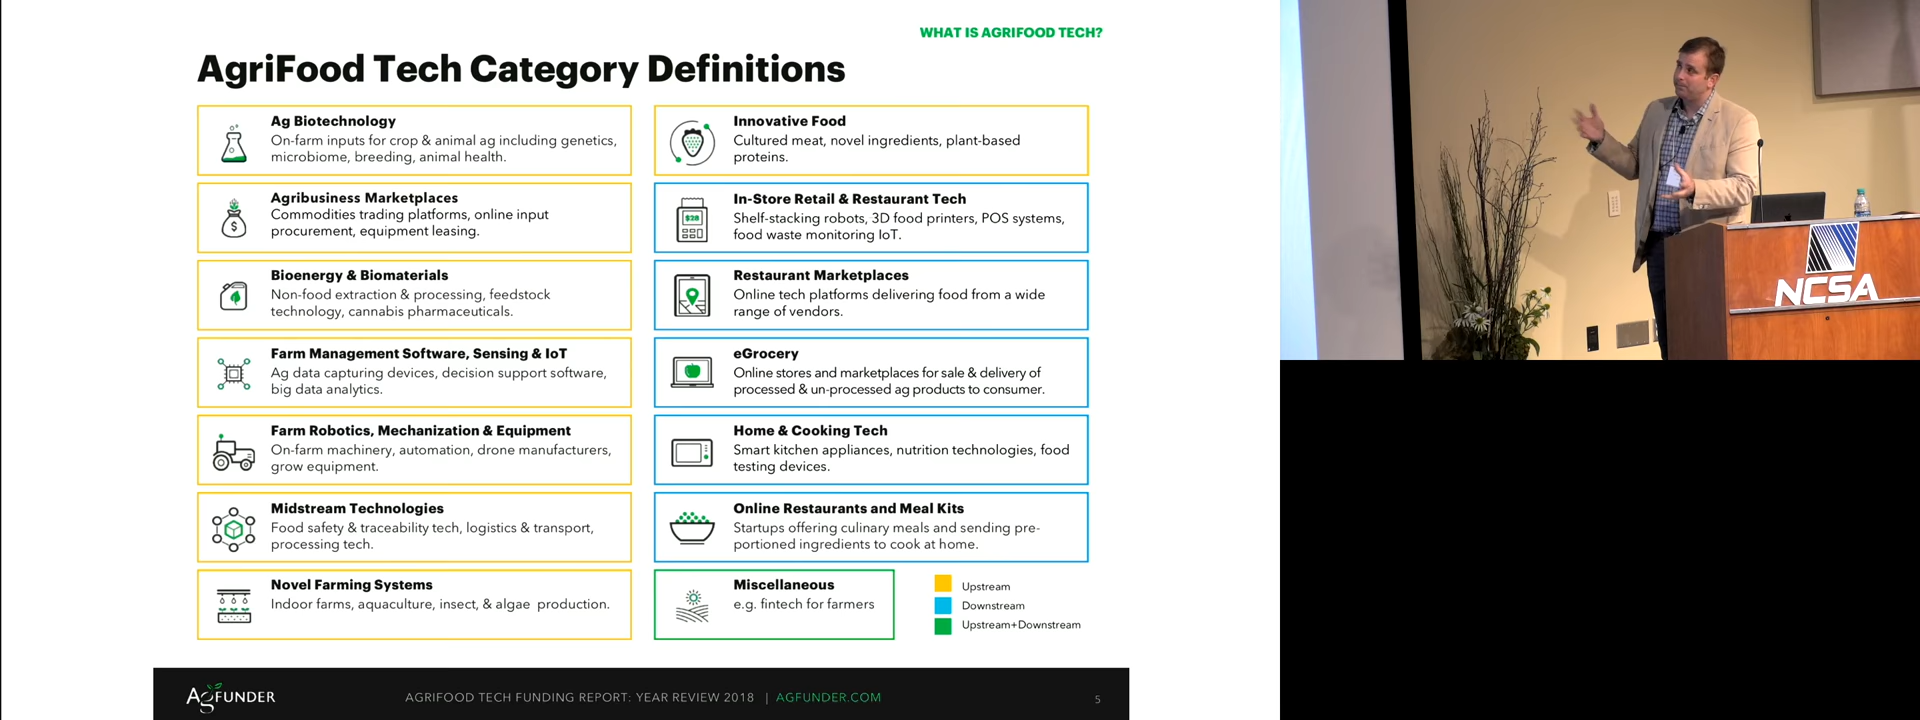 WHAT IS AGRIFOOD TECH?
AgriFood Tech Category Definitions
Ag Biotechnology
On-farm inputs for crop & animal ag including genetics,
microbiome, breeding, animal health.
Agribusiness Marketplaces
Commodities trading platforms, online input
procurement, equipment leasing.
Bioenergy & Biomaterials
Non-food extraction & processing, feedstock
technology, cannabis pharmaceuticals.
Farm Management Software, Sensing & IoT
Ag data capturing devices, decision support software,
big data analytics.
Farm Robotics, Mechanization & Equipment
On-farm machinery, automation, drone manufacturers,
grow equipment.
Midstream Technologies
Food safety & traceability tech, logistics & transport,
processing tech.
Novel Farming Systems
Indoor farms, aquaculture, insect, & algae production.
Innovative Food
Cultured meat, novel ingredients, plant-based
proteins.
$28
In-Store Retail & Restaurant Tech
Shelf-stacking robots, 3D food printers, POS systems,
food waste monitoring IoT.
Restaurant Marketplaces
Online tech platforms delivering food from a wide
range of vendors.
eGrocery
Online stores and marketplaces for sale & delivery of
processed & un-processed ag products to consumer.
Home & Cooking Tech
Smart kitchen appliances, nutrition technologies, food
testing devices.
Online Restaurants and Meal Kits
Startups offering culinary meals and sending pre-
portioned ingredients to cook at home.
Miscellaneous
e.g. fintech for farmers
Upstream
Downstream
Upstream+Downstream
AgFUNDER
AGRIFOOD TECH FUNDING REPORT: YEAR REVIEW 2018 | AGFUNDER.COM
5
NCSA